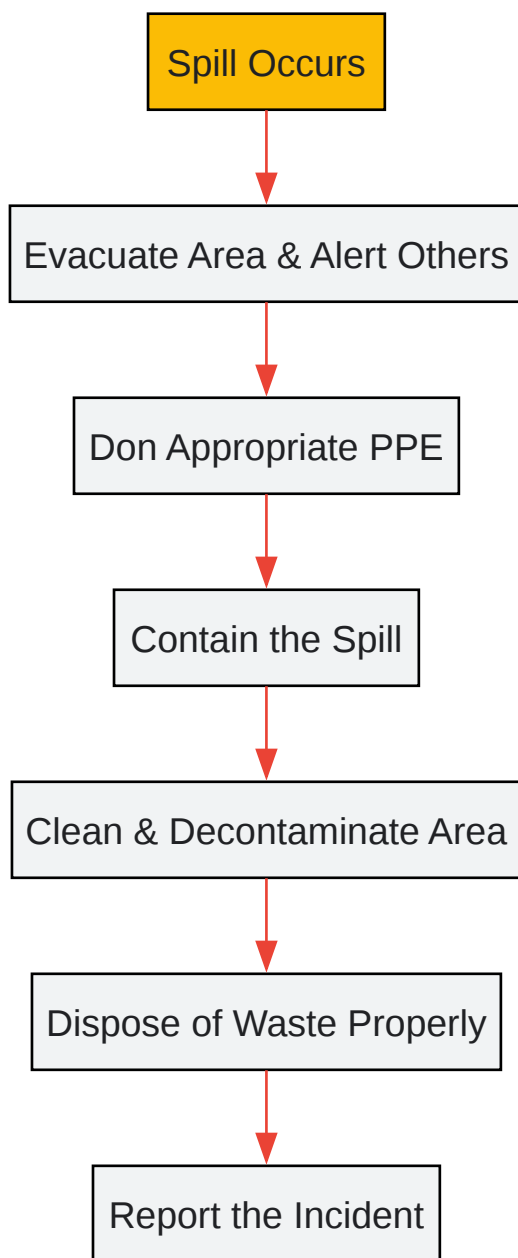 Spill Occurs
Evacuate Area & Alert Others
Don Appropriate PPE
Contain the Spill
Clean & Decontaminate Area
Dispose of Waste Properly
Report the Incident